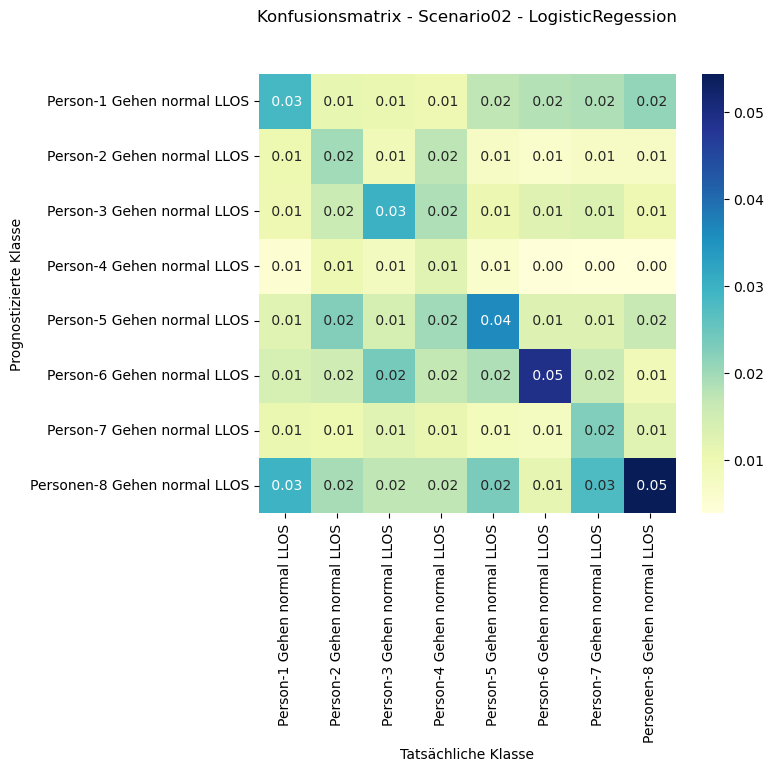 Konfusionsmatrix - Scenario02 - LogisticRegession
Prognostizierte Klasse
Person-1 Gehen normal LLOS 0.03 0.01 0.01 0.01 0.02 0.02 0.02 0.02
Person-2 Gehen normal LLOS 0.01 0.02 0.01 0.02 0.01 0.01 0.01 0.01
Person-3 Gehen normal LLOS 0.01 0.02 0.03 0.02 0.01 0.01 0.01 0.01
Person-4 Gehen normal LLOS 0.01 0.01 0.01 0.01 0.01 0.00 0.00 0.00
Person-5 Gehen normal LLOS 0.01 0.02 0.01 0.02 0.04 0.01 0.01 0.02
Person-6 Gehen normal LLOS 0.01 0.02 0.02 0.02 0.02 0.05 0.02 0.01
Person-7 Gehen normal LLOS 0.01 0.01 0.01 0.01 0.01 0.01 0.02 0.01
Personen-8 Gehen normal LLOS 0.03 0.02 0.02 0.02 0.02 0.01 0.03 0.05
Person-1 Gehen normal LLOS
Person-2 Gehen normal LLOS
Person-3 Gehen normal LLOS
Person-4 Gehen normal LLOS
Person-5 Gehen normal LLOS
Person-6 Gehen normal LLOS
Person-7 Gehen normal LLOS
Personen-8 Gehen normal LLOS
Tatsächliche Klasse
0.05
0.04
0.03
0.02
0.01